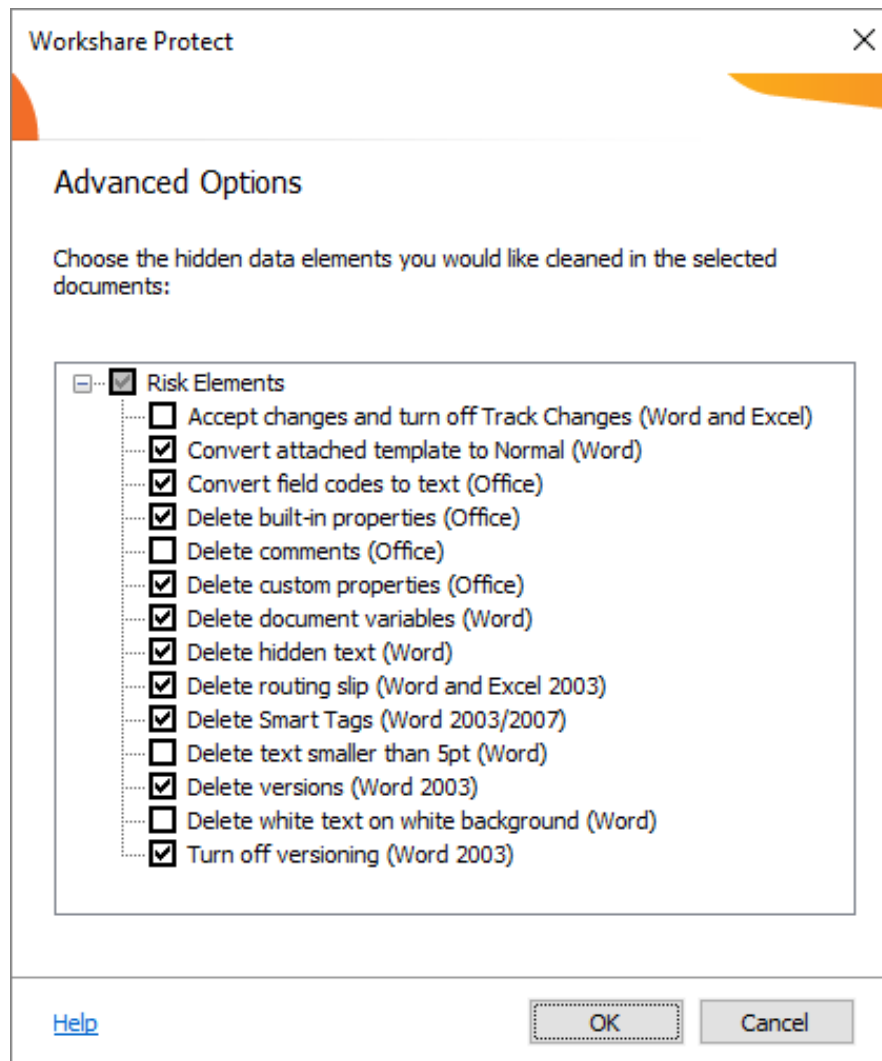 Workshare Protect
Advanced Options
Choose the hidden data elements you would like cleaned in the selected
documents:
Risk Elements
Accept changes and turn off Track Changes (Word and Excel)
Convert attached template to Normal (Word)
Convert field codes to text (Office)
Delete built-in properties (Office)
Delete comments (Office)
Delete custom properties (Office)
Delete document variables (Word)
Delete hidden text (Word)
Delete routing slip (Word and Excel 2003)
Delete Smart Tags (Word 2003/2007)
Delete text smaller than 5pt (Word)
Delete versions (Word 2003)
Delete white text on white background (Word)
Turn off versioning (Word 2003)
Help OK Cancel